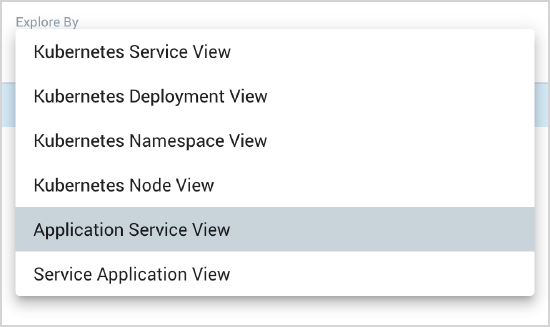 Explore By
Kubernetes Service View
Kubernetes Deployment View
Kubernetes Namespace View
Kubernetes Node View
Application Service View
Service Application View